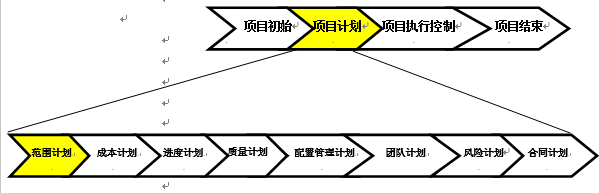 项目初始 项目计划 项目执行控制 项目结束
范围计划 成本计划 进度计划 质量计划 配置管理计划 团队计划 风险计划 合同计划